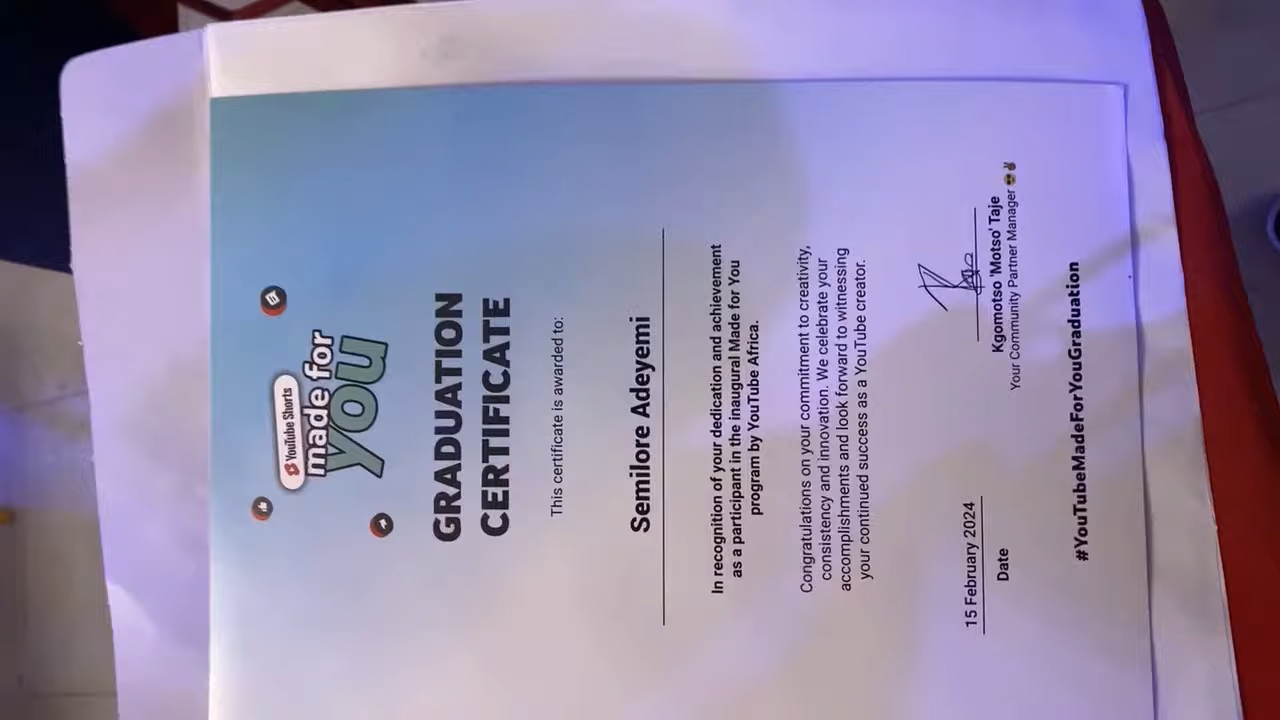 YouTube Shorts
made for
you
GRADUATION
CERTIFICATE
This certificate is awarded to:
Semilore Adeyemi
In recognition of your dedication and achievement
as a participant in the inaugural Made for You
program by YouTube Africa.
Congratulations on your commitment to creativity,
consistency and innovation. We celebrate your
accomplishments and look forward to witnessing
your continued success as a YouTube creator.
15 February 2024
Date
Kgomotso 'Motso' Taje
Your Community Partner Manager 😎✌🏾
#YouTubeMadeForYouGraduation